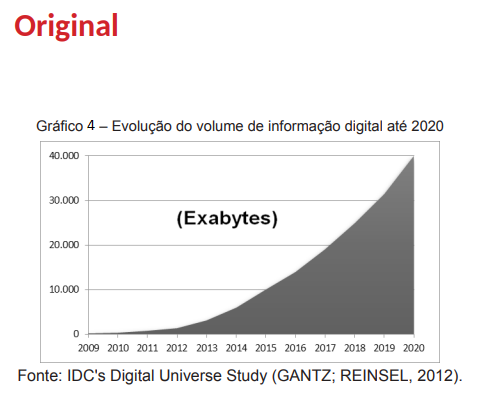 Original
Gráfico 4 – Evolução do volume de informação digital até 2020
40.000
(Exabytes)
30.000
20.000
10.000
0
2009 2010 2011 2012 2013 2014 2015 2016 2017 2018 2019 2020
Fonte: IDC's Digital Universe Study (GANTZ; REINSEL, 2012).